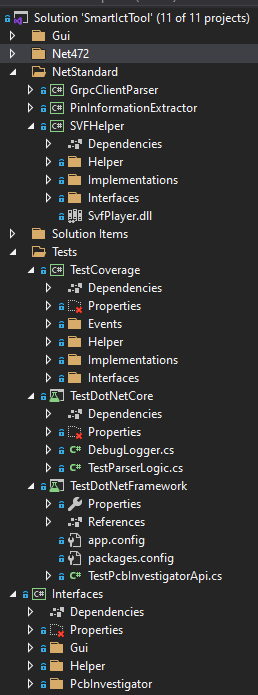 Solution 'SmartIctTool' (11 of 11 projects)
Gui
Net472
NetStandard
GrpcClientParser
PinInformationExtractor
SVFHelper
Dependencies
Helper
Implementations
Interfaces
SvfPlayer.dll
Solution Items
Tests
TestCoverage
Dependencies
Properties
Events
Helper
Implementations
Interfaces
TestDotNetCore
Dependencies
Properties
DebugLogger.cs
TestParserLogic.cs
TestDotNetFramework
Properties
References
app.config
packages.config
TestPcbInvestigatorApi.cs
Interfaces
Dependencies
Properties
Gui
Helper
PcbInvestigator